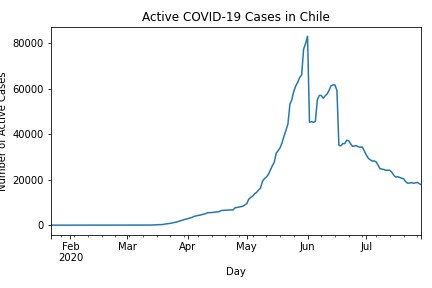 Active COVID-19 Cases in Chile
Number of Active Cases
80000
60000
40000
20000
0
Feb Mar Apr May Jun Jul
2020
Day